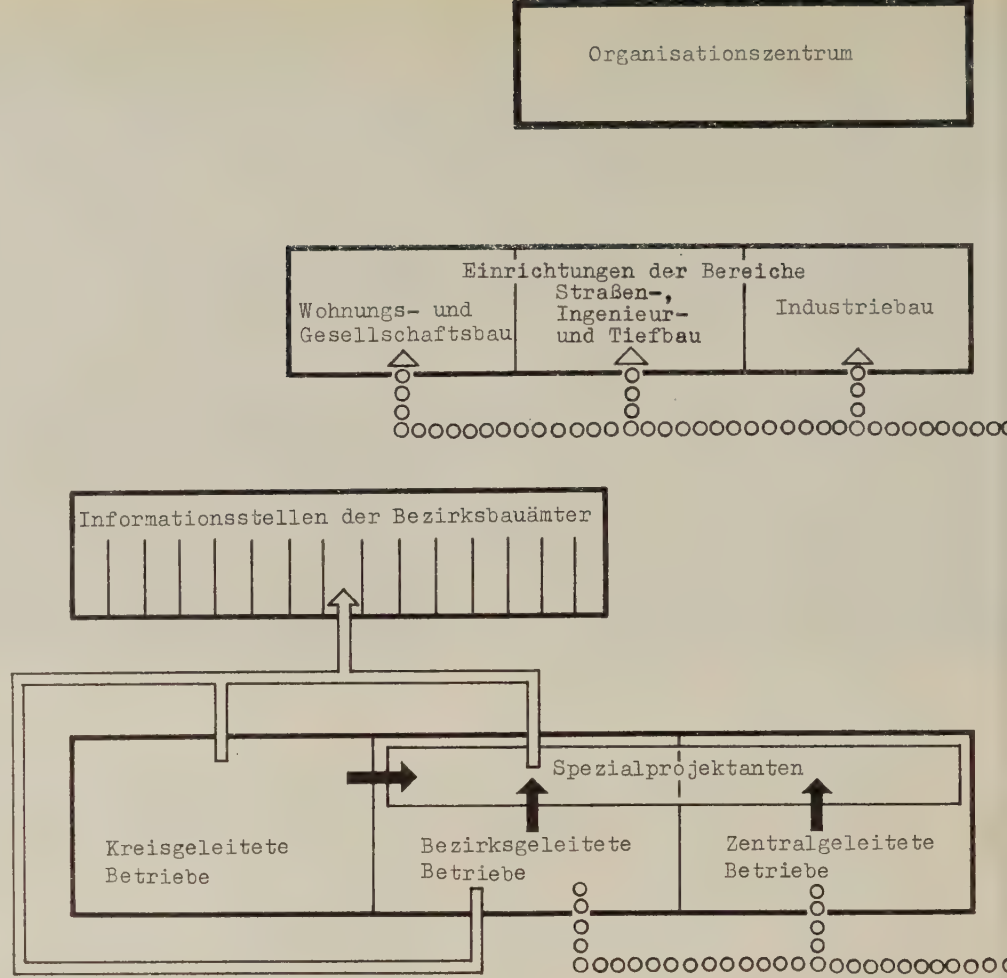 Organisationszentrum
Einrichtungen der Bereiche
Wohnungs- und
Gesellschaftsbau
Straßen-,
Ingenieur-
und Tiefbau
Industriebau
Informationsstellen der Bezirksbauämter
Spezialprojektanten
Kreisgeleitete
Betriebe
Bezirksgeleitete
Betriebe
Zentralgeleitete
Betriebe